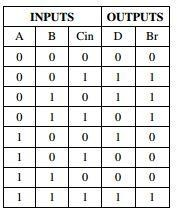 INPUTS OUTPUTS
A B Cin D Br
0 0 0 0 0
0 0 1 1 1
0 1 0 1 1
0 1 1 0 1
1 0 0 1 0
1 0 1 0 0
1 1 0 0 0
1 1 1 1 1